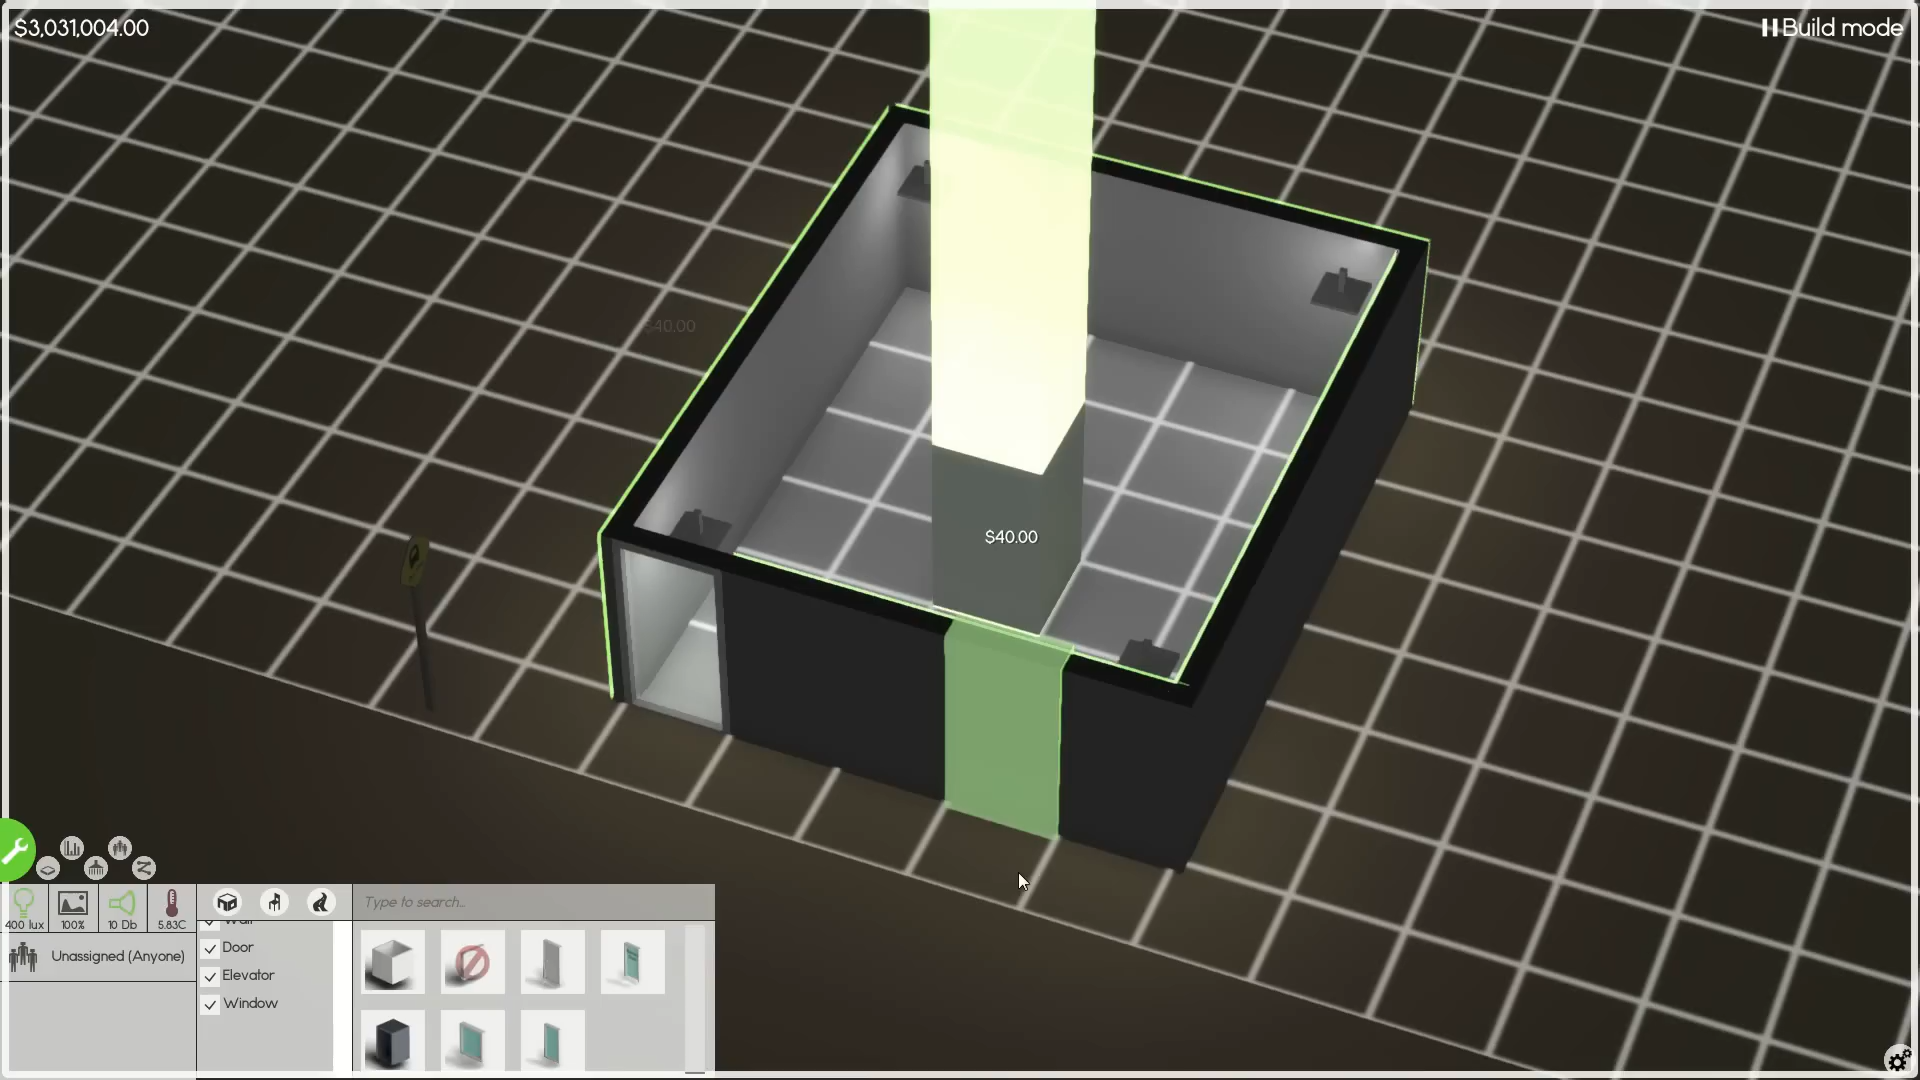 $3,031,004.00
Build mode
$40.00
$40.00
Type to search...
400 lux
100%
10 Db
5.83C
Wall
Door
Unassigned (Anyone)
Elevator
Window